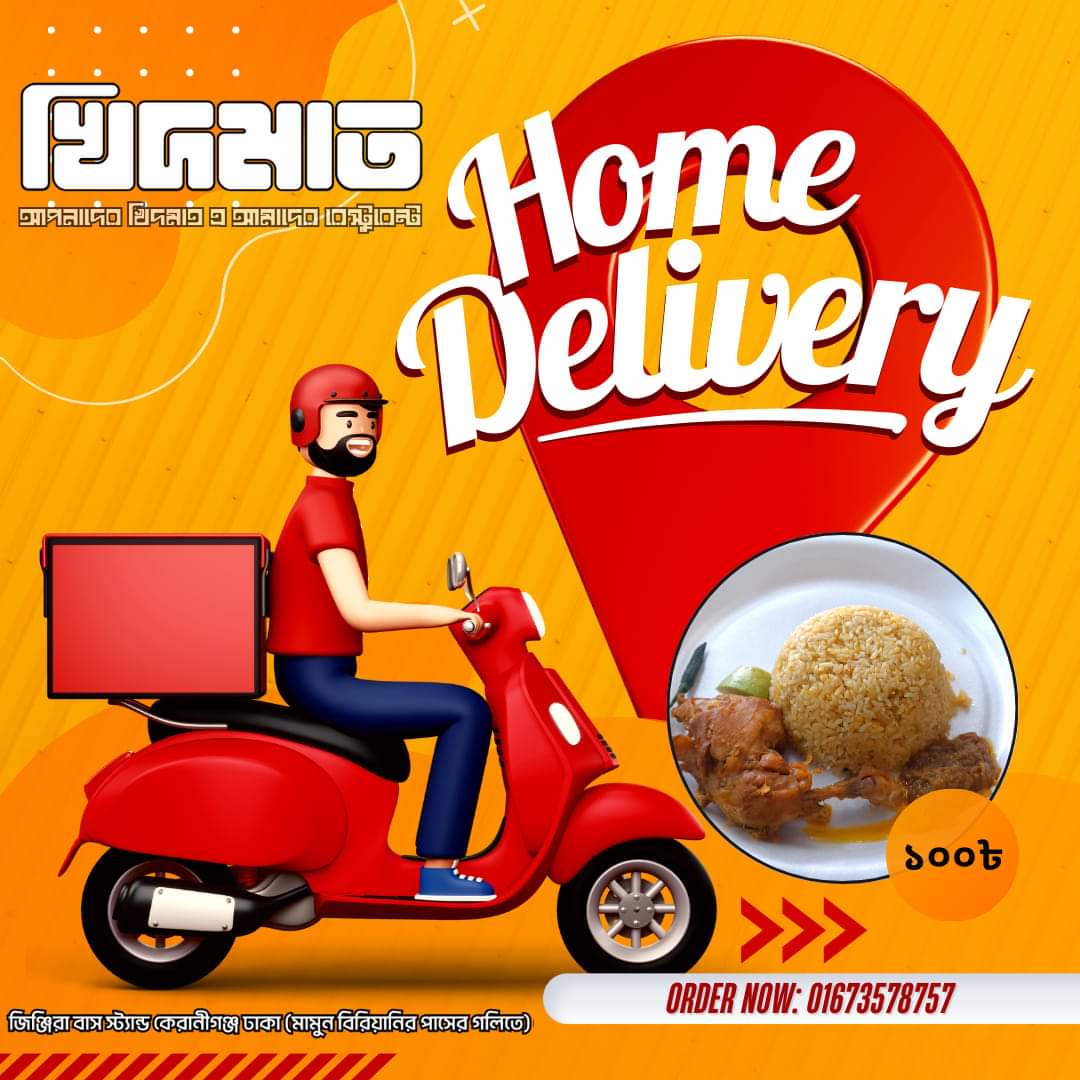 খিদমাত
আপনাদের খিদমত এ আমাদের রেস্টুরেন্ট
Home
Delivery
১০০৳
ORDER NOW: 01673578757
জিঞ্জিরা বাস স্ট্যান্ড কেরানীগঞ্জ ঢাকা (মামুন বিরিয়ানির পাসের গলিতে)